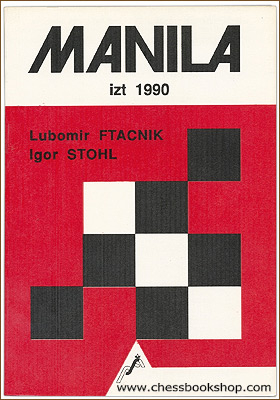 MANILA
izt 1990
Lubomir FTACNIK
Igor STOHL
www.chessbookshop.com